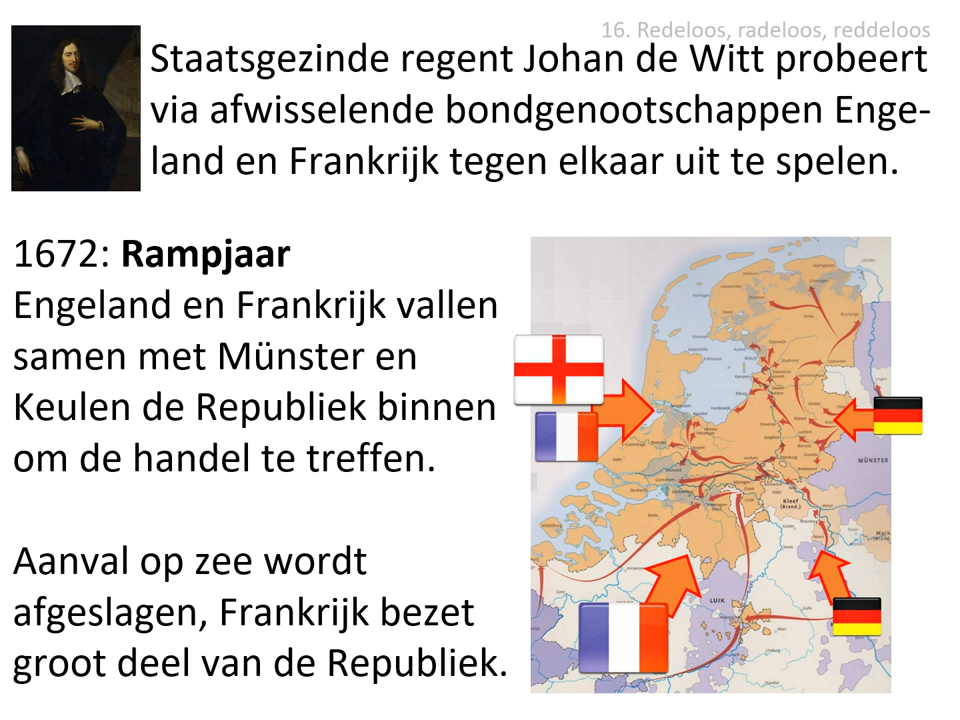 16. Redeloos, radeloos, reddeloos
Staatsgezinde regent Johan de Witt probeert
via afwisselende bondgenootschappen Enge-
land en Frankrijk tegen elkaar uit te spelen.
1672: Rampjaar
Engeland en Frankrijk vallen
samen met Münster en
Keulen de Republiek binnen
om de handel te treffen.
Aanval op zee wordt
afgeslagen, Frankrijk bezet
groot deel van de Republiek.
MÜNSTER
Kleef
(Brand.)
LUIK